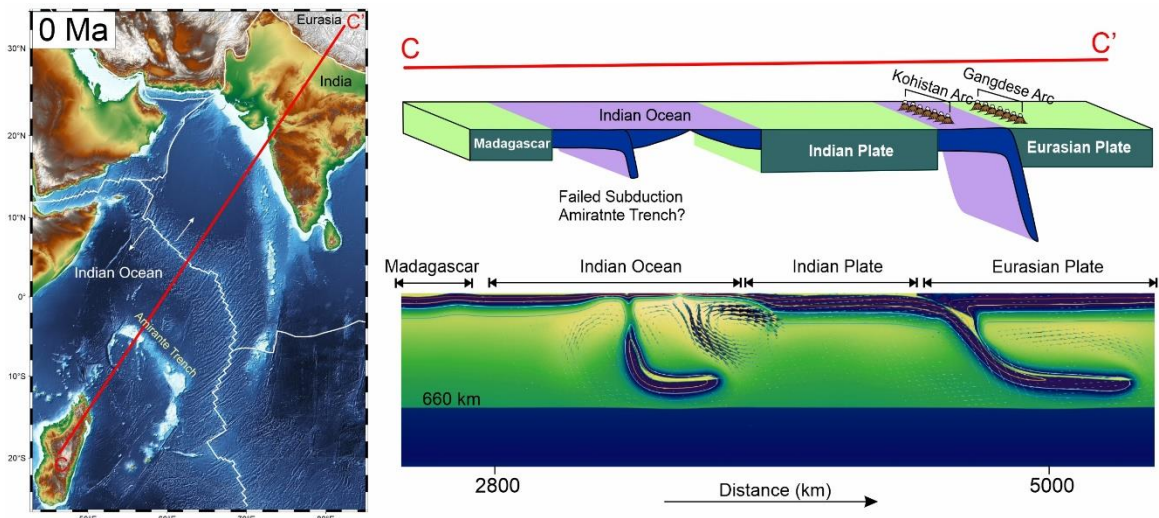 0 Ma
Eurasia
C'
India
30°N
20°N
10°N
0°
10°S
20°S
Indian Ocean
Amirante Trench
C
C
C'
Kohistan Arc
Gangdese Arc
Indian Ocean
Madagascar
Indian Plate
Eurasian Plate
Failed Subduction
Amiratnte Trench?
Madagascar
Indian Ocean
Indian Plate
Eurasian Plate
660 km
2800
Distance (km)
5000